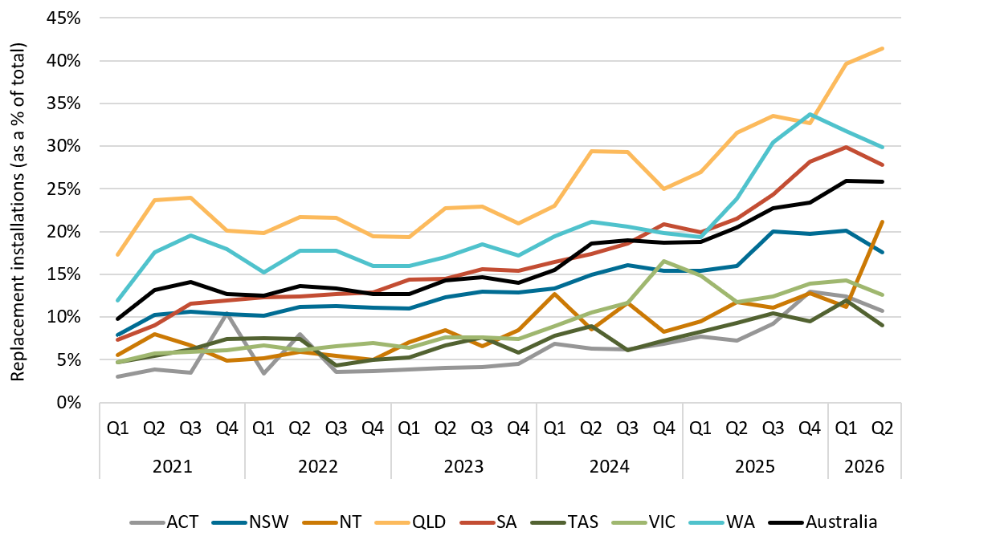 45%
40%
35%
30%
25%
20%
15%
10%
5%
0%
Replacement installations (as a % of total)
Q1 Q2 Q3 Q4 Q1 Q2 Q3 Q4 Q1 Q2 Q3 Q4 Q1 Q2 Q3 Q4 Q1 Q2 Q3 Q4 Q1 Q2
2021 2022 2023 2024 2025 2026
ACT NSW NT QLD SA TAS VIC WA Australia